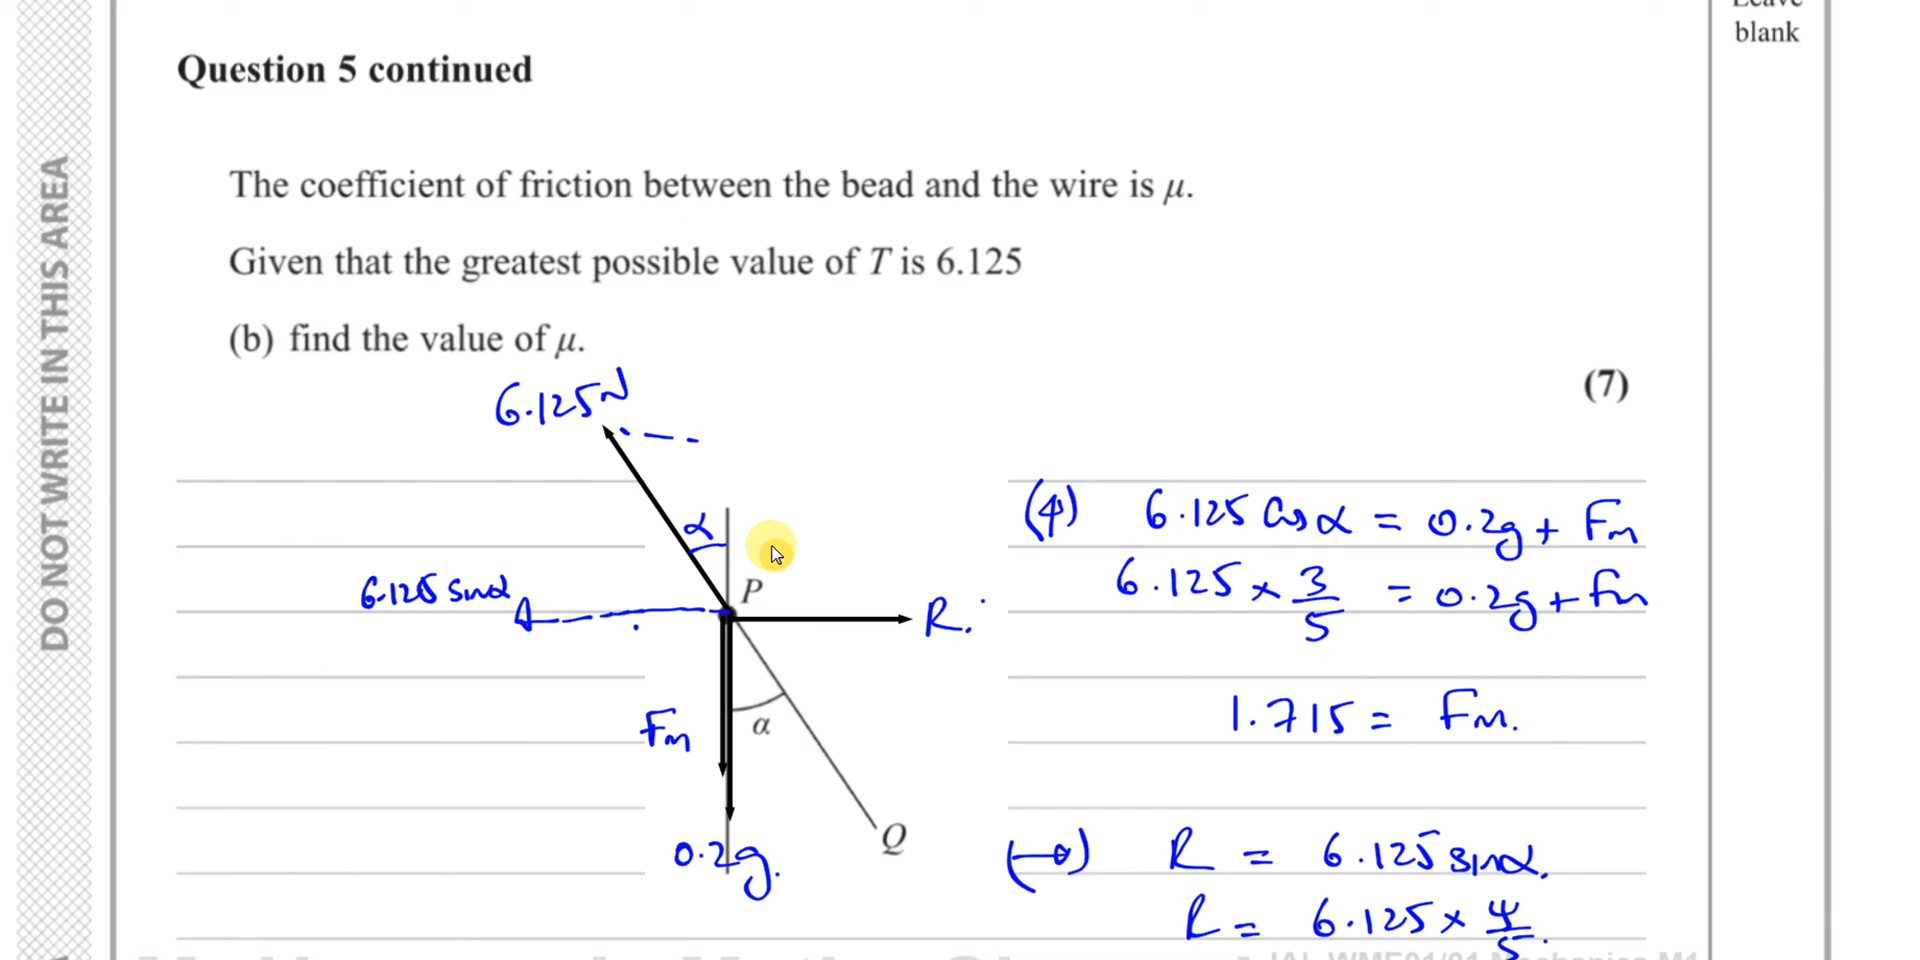 Leave
blank
Question 5 continued
DO NOT WRITE IN THIS AREA
The coefficient of friction between the bead and the wire is μ.
Given that the greatest possible value of T is 6.125
(b) find the value of μ.
(7)
6.125N
α
P
6.125 sinα
R.
Fm
α
0.2g.
Q
(↑) 6.125 Cos α = 0.2g + Fm
6.125 × 3/5 = 0.2g + Fm
1.715 = Fm.
(→) R = 6.125 sinα.
R = 6.125 × 4/5.